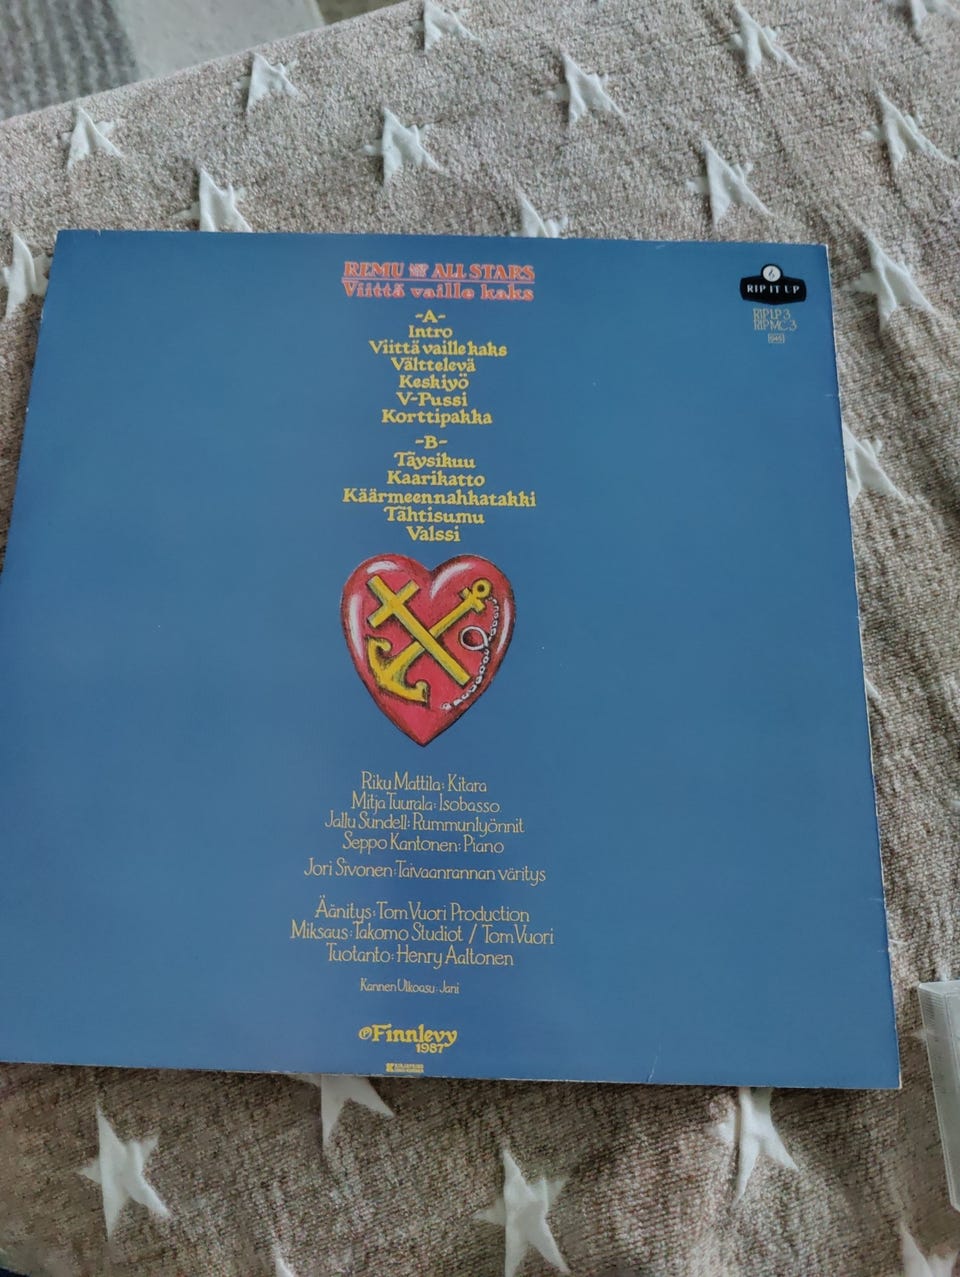 REMU AND HIS ALL STARS
Viittä vaille kaks
-A-
Intro
Viittä vaille kaks
Välttelevä
Keskiyö
V-Pussi
Korttipakka
-B-
Täysikuu
Kaarikatto
Käärmeennahkatakki
Tähtisumu
Valssi
RIP IT UP
RIP LP 3
RIP MC 3
Riku Mattila: Kitara
Mitja Tuurala: Isobasso
Jallu Sundell: Rummunlyönnit
Seppo Kantonen: Piano
Jori Sivonen: Taivaanrannan väritys
Äänitys: Tom Vuori Production
Miksaus: Takomo Studiot / Tom Vuori
Tuotanto: Henry Aaltonen
Kannen Ulkoasu: Jani
℗ Finnlevy
1987